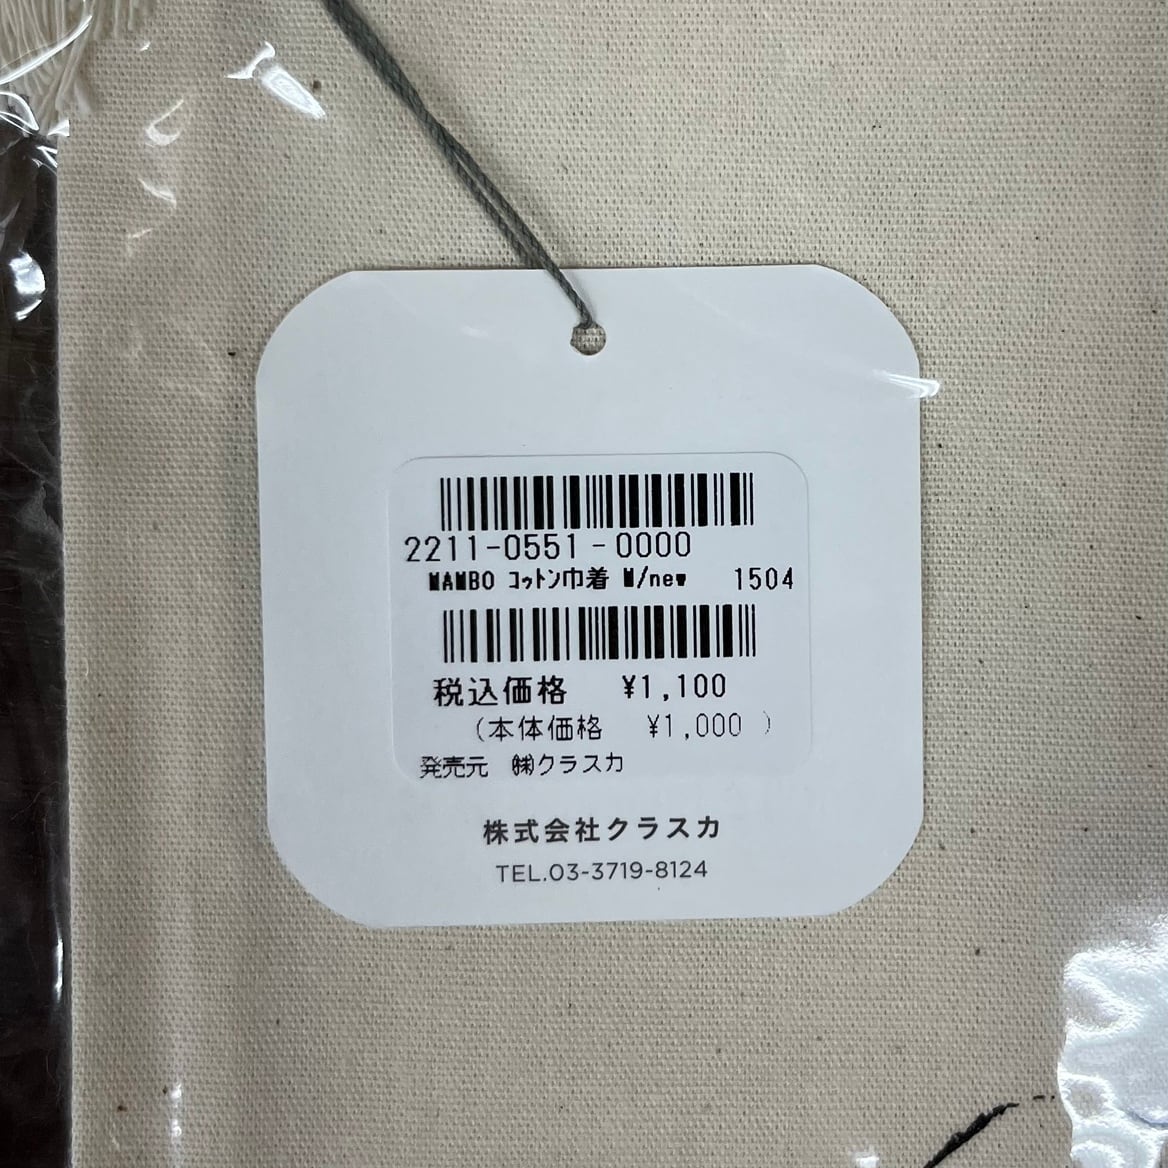 2211-0551-0000
MAMBO ｺｯﾄﾝ巾着 M/new 1504
税込価格 ¥1,100
(本体価格 ¥1,000 )
発売元 ㈱クラスカ
株式会社クラスカ
TEL.03-3719-8124